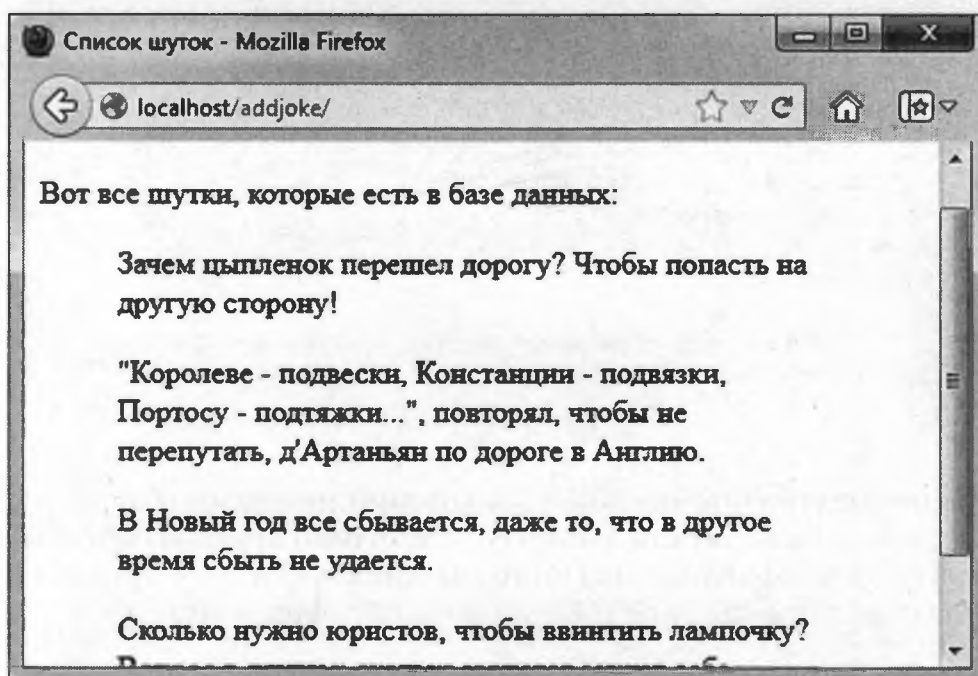 Список шуток - Mozilla Firefox
localhost/addjoke/
Вот все шутки, которые есть в базе данных:
Зачем цыпленок перешел дорогу? Чтобы попасть на
другую сторону!
"Королеве - подвески, Констанции - подвязки,
Портосу - подтяжки...", повторял, чтобы не
перепутать, д'Артаньян по дороге в Англию.
В Новый год все сбывается, даже то, что в другое
время сбыть не удается.
Сколько нужно юристов, чтобы ввинтить лампочку?